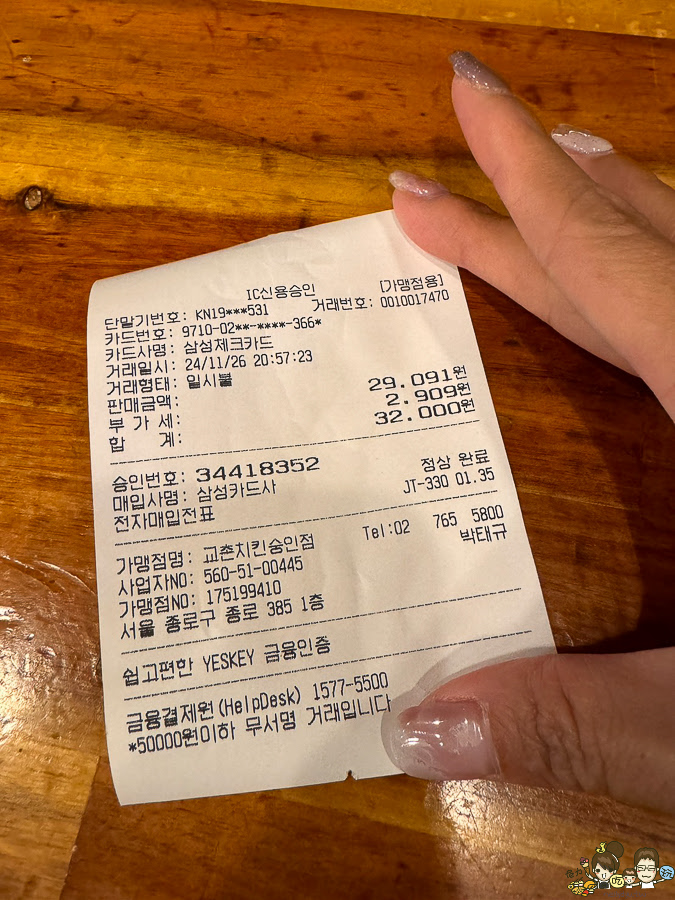 IC신용승인 [가맹점용]
단말기번호: KN19***531 거래번호: 0010017470
카드번호: 9710-02**-****-366*
카드사명: 삼성체크카드
거래일시: 24/11/26 20:57:23
거래형태: 일시불
판매금액: 29.091원
부 가 세: 2.909원
합 계: 32.000원
승인번호: 34418352 정상 완료
매입사명: 삼성카드사 JT-330 01.35
전자매입전표
가맹점명: 교촌치킨숭인점 Tel:02 765 5800
사업자NO: 560-51-00445 박태규
가맹점NO: 175199410
서울 종로구 종로 385 1층
쉽고편한 YESKEY 금융인증
금융결제원(HelpDesk) 1577-5500
*50000원이하 무서명 거래입니다